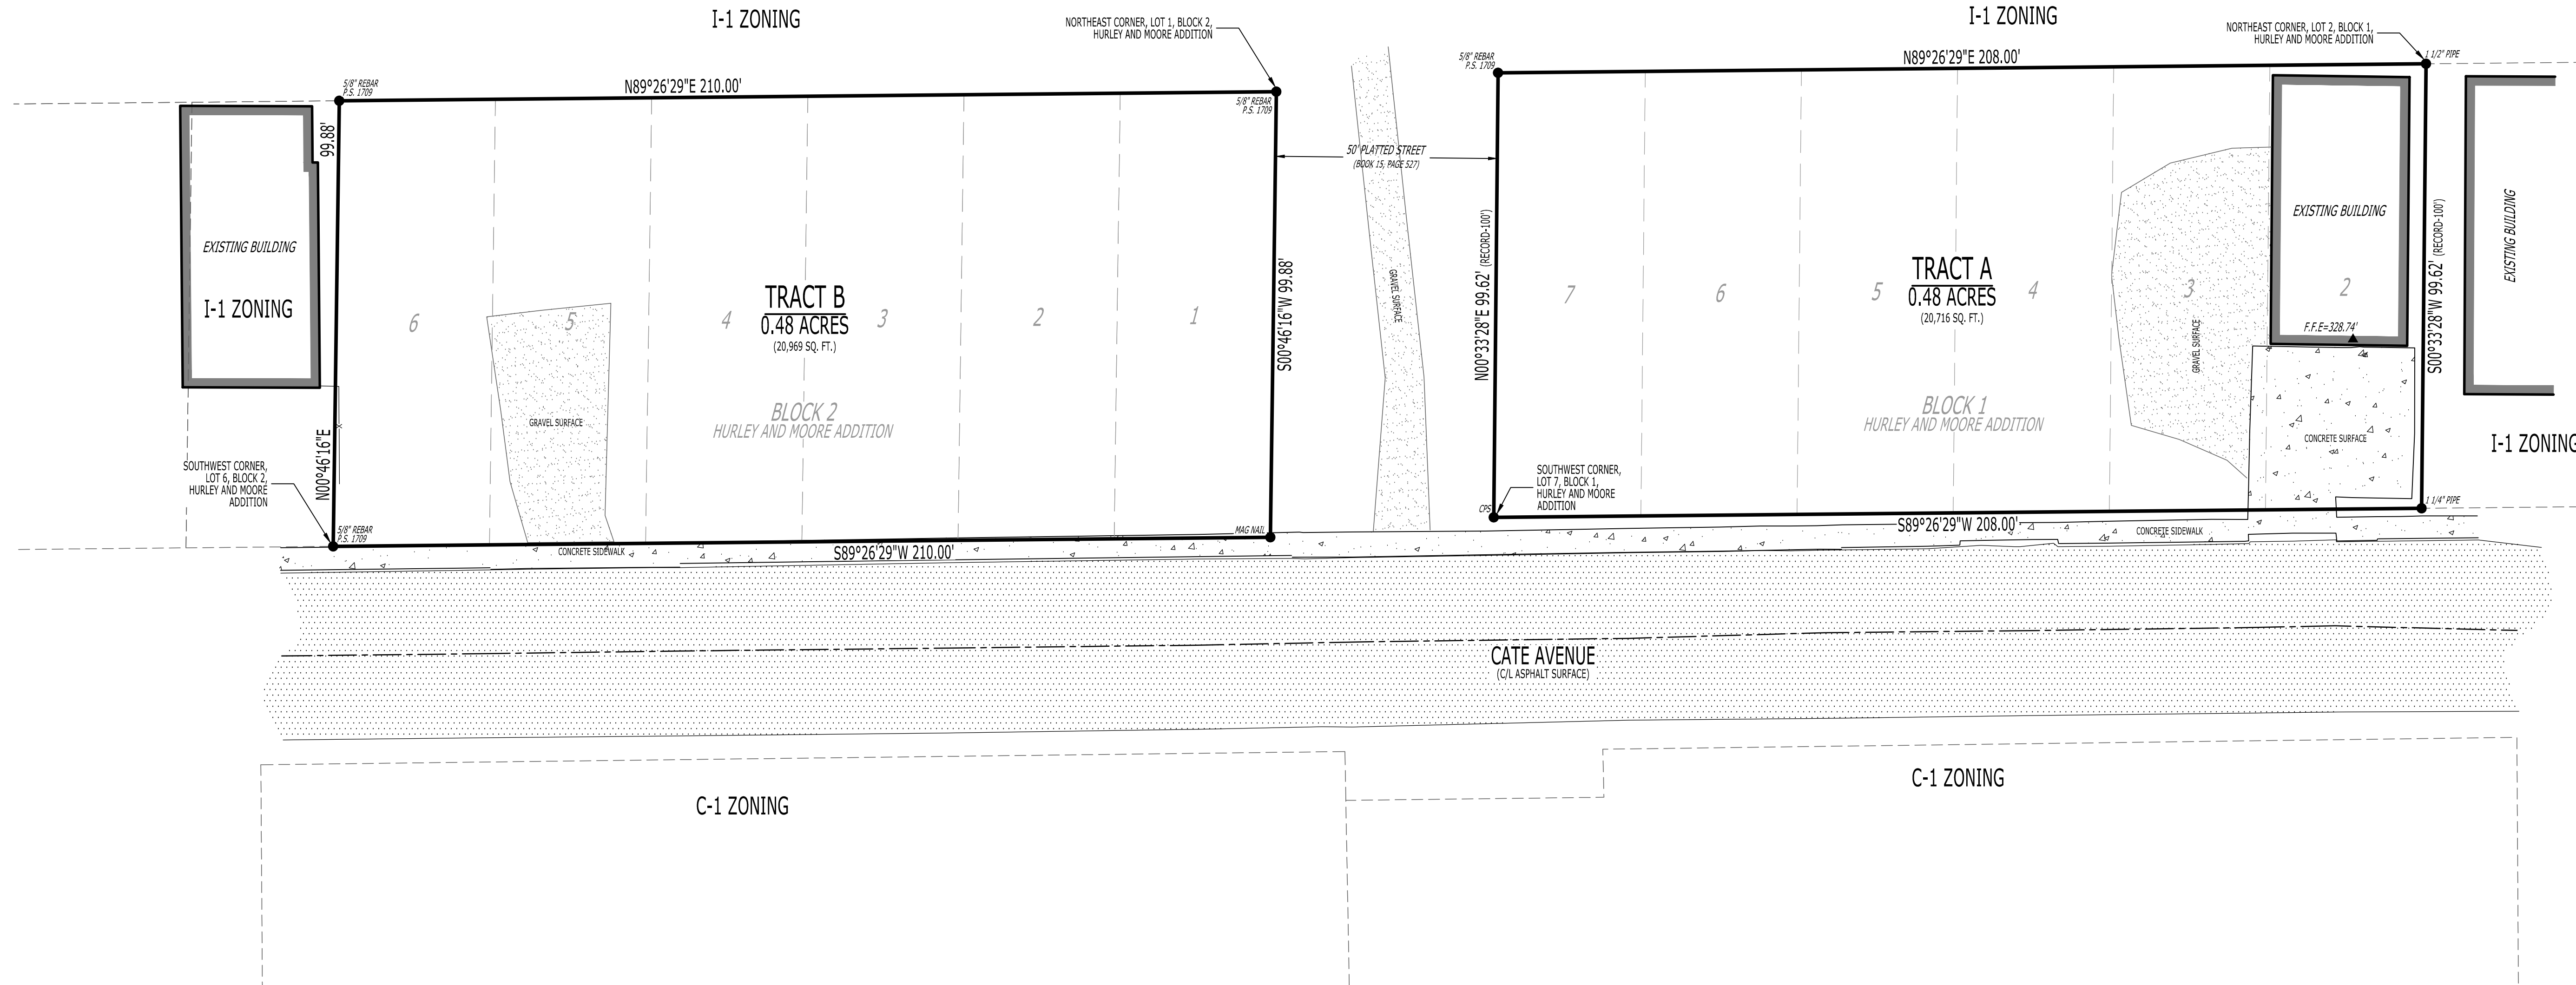 I-1 ZONING
I-1 ZONING
NORTHEAST CORNER, LOT 1, BLOCK 2,
HURLEY AND MOORE ADDITION
NORTHEAST CORNER, LOT 2, BLOCK 1,
HURLEY AND MOORE ADDITION
5/8" REBAR
P.S. 1709
N89°26'29"E 210.00'
5/8" REBAR
P.S. 1709
5/8" REBAR
P.S. 1709
N89°26'29"E 208.00'
1 1/2" PIPE
99.88'
N00°46'16"E
50' PLATTED STREET
(BOOK 15, PAGE 527)
EXISTING BUILDING
I-1 ZONING
6
5
4
3
2
1
TRACT B
0.48 ACRES
(20,969 SQ. FT.)
BLOCK 2
HURLEY AND MOORE ADDITION
GRAVEL SURFACE
S00°46'16"W 99.88'
GRAVEL SURFACE
N00°33'28"E 99.62' (RECORD-100')
7
6
5
4
3
2
TRACT A
0.48 ACRES
(20,716 SQ. FT.)
BLOCK 1
HURLEY AND MOORE ADDITION
GRAVEL SURFACE
EXISTING BUILDING
F.F.E=328.74'
CONCRETE SURFACE
S00°33'28"W 99.62' (RECORD-100')
EXISTING BUILDING
I-1 ZONING
SOUTHWEST CORNER,
LOT 6, BLOCK 2,
HURLEY AND MOORE
ADDITION
5/8" REBAR
P.S. 1709
CONCRETE SIDEWALK
S89°26'29"W 210.00'
MAG NAIL
CPS
SOUTHWEST CORNER,
LOT 7, BLOCK 1,
HURLEY AND MOORE
ADDITION
S89°26'29"W 208.00'
CONCRETE SIDEWALK
1 1/4" PIPE
CATE AVENUE
(C/L ASPHALT SURFACE)
C-1 ZONING
C-1 ZONING